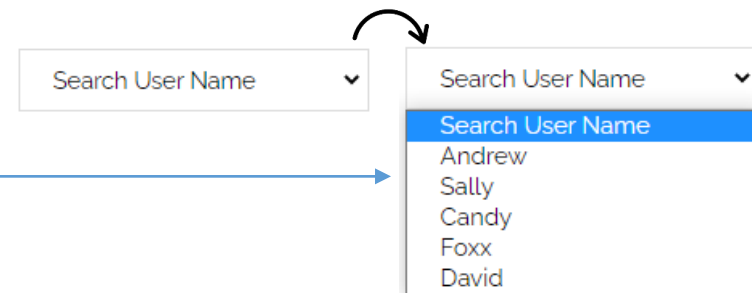 Search User Name
Search User Name
Search User Name
Andrew
Sally
Candy
Foxx
David